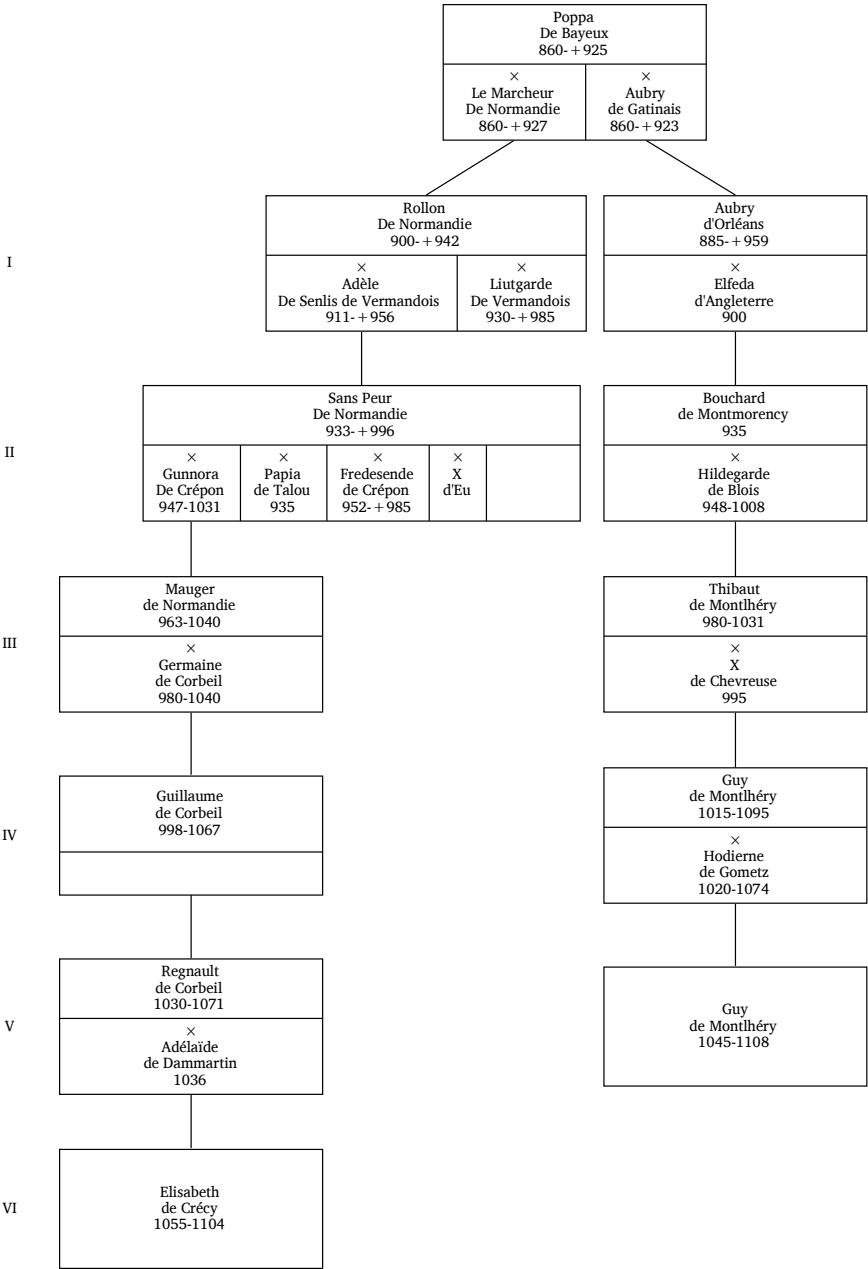 Poppa
De Bayeux
860-+925
×
Le Marcheur
De Normandie
860-+927
×
Aubry
de Gatinais
860-+923
I
Rollon
De Normandie
900-+942
×
Adèle
De Senlis de Vermandois
911-+956
×
Liutgarde
De Vermandois
930-+985
Aubry
d'Orléans
885-+959
×
Elfeda
d'Angleterre
900
II
Sans Peur
De Normandie
933-+996
×
Gunnora
De Crépon
947-1031
×
Papia
de Talou
935
×
Fredesende
de Crépon
952-+985
×
X
d'Eu
Bouchard
de Montmorency
935
×
Hildegarde
de Blois
948-1008
III
Mauger
de Normandie
963-1040
×
Germaine
de Corbeil
980-1040
Thibaut
de Montlhéry
980-1031
×
X
de Chevreuse
995
IV
Guillaume
de Corbeil
998-1067
Guy
de Montlhéry
1015-1095
×
Hodierne
de Gometz
1020-1074
V
Regnault
de Corbeil
1030-1071
×
Adélaïde
de Dammartin
1036
Guy
de Montlhéry
1045-1108
VI
Elisabeth
de Crécy
1055-1104